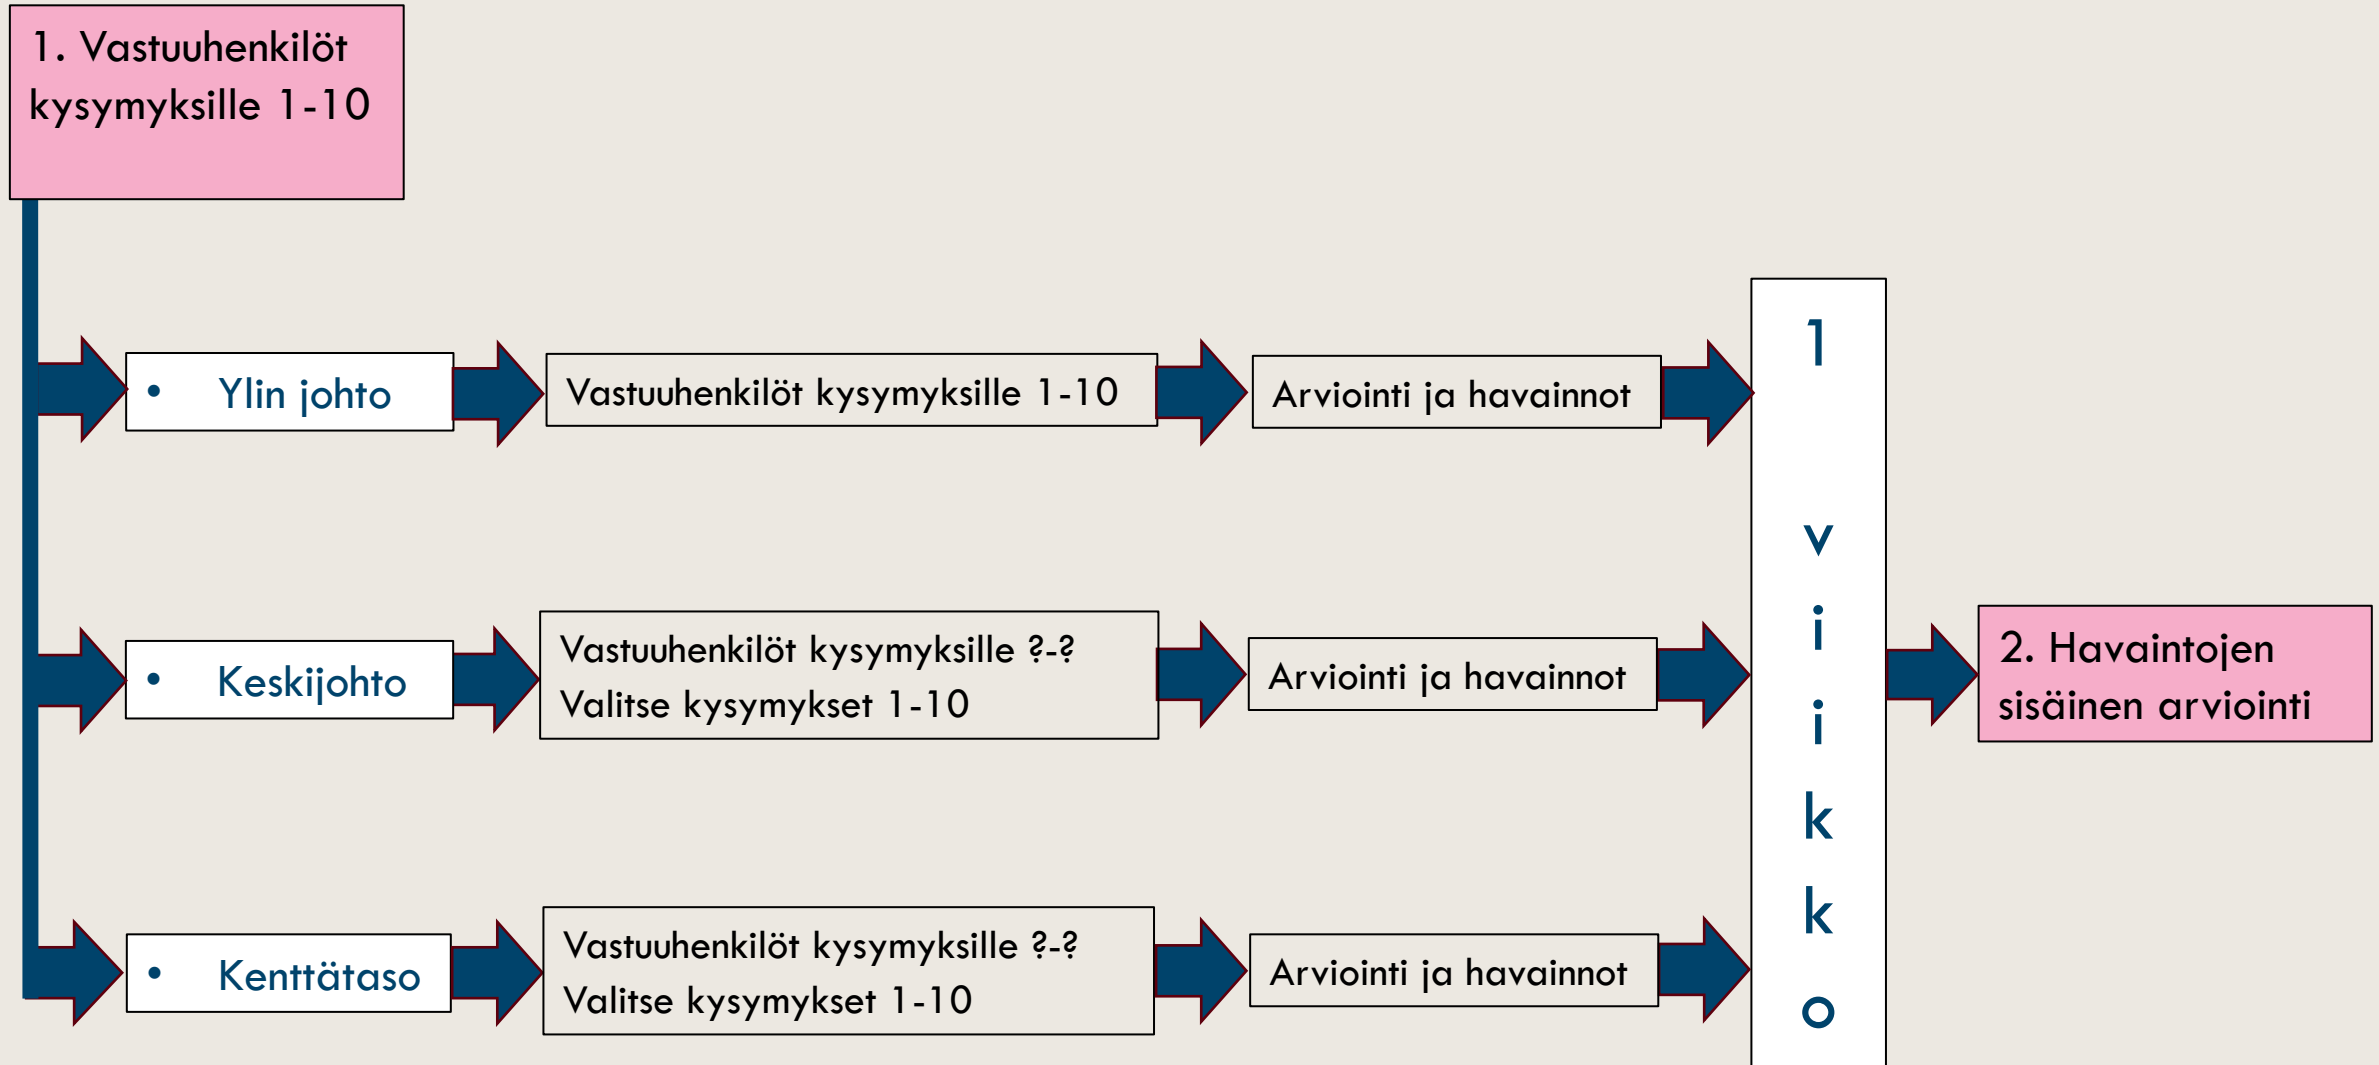 1. Vastuuhenkilöt
kysymyksille 1-10
• Ylin johto
Vastuuhenkilöt kysymyksille 1-10
Arviointi ja havainnot
• Keskijohto
Vastuuhenkilöt kysymyksille ?-?
Valitse kysymykset 1-10
Arviointi ja havainnot
• Kenttätaso
Vastuuhenkilöt kysymyksille ?-?
Valitse kysymykset 1-10
Arviointi ja havainnot
1
v
i
i
k
k
o
2. Havaintojen
sisäinen arviointi